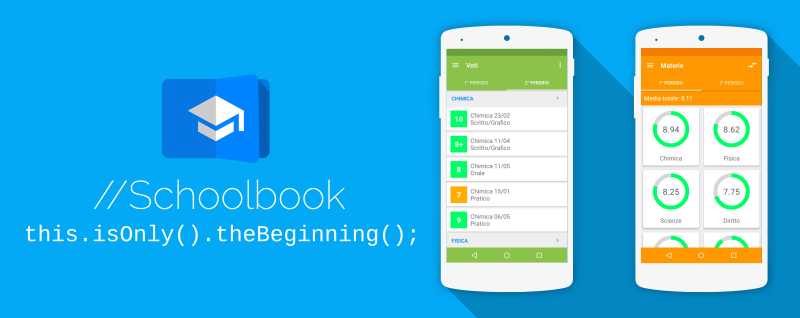 //Schoolbook
this.isOnly().theBeginning();
Voti
1° PERIODO 2° PERIODO
CHIMICA
10 Chimica 23/02
Scritto/Grafico
8+ Chimica 11/04
Scritto/Grafico
8 Chimica 11/05
Orale
7 Chimica 15/01
Pratico
9 Chimica 06/05
Pratico
FISICA
Materie
1° PERIODO 2° PERIODO
Media totale: 8.11
8.94 8.62
Chimica Fisica
8.25 7.75
Scienze Diritto